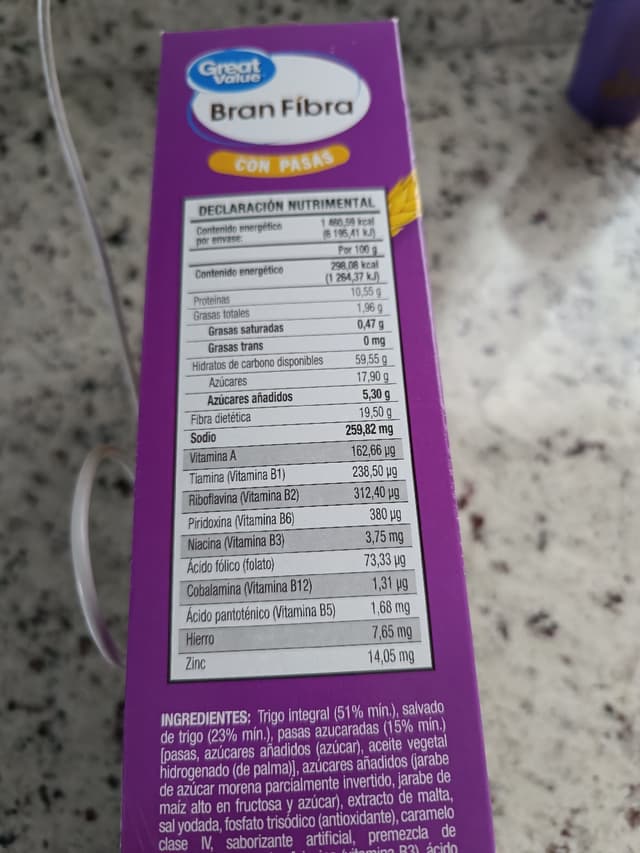 Great
Value
Bran Fibra
CON PASAS
DECLARACIÓN NUTRIMENTAL
Contenido energético por envase: 1 460,59 kcal
(6 195,41 kJ)
Por 100 g
Contenido energético 298,08 kcal
(1 264,37 kJ)
Proteínas 10,55 g
Grasas totales 1,96 g
Grasas saturadas 0,47 g
Grasas trans 0 mg
Hidratos de carbono disponibles 59,55 g
Azúcares 17,90 g
Azúcares añadidos 5,30 g
Fibra dietética 19,50 g
Sodio 259,82 mg
Vitamina A 162,66 µg
Tiamina (Vitamina B1) 238,50 µg
Riboflavina (Vitamina B2) 312,40 µg
Piridoxina (Vitamina B6) 380 µg
Niacina (Vitamina B3) 3,75 mg
Ácido fólico (folato) 73,33 µg
Cobalamina (Vitamina B12) 1,31 µg
Ácido pantoténico (Vitamina B5) 1,68 mg
Hierro 7,65 mg
Zinc 14,05 mg
INGREDIENTES: Trigo integral (51% mín.), salvado
de trigo (23% mín.), pasas azucaradas (15% mín.)
[pasas, azúcares añadidos (azúcar), aceite vegetal
hidrogenado (de palma)], azúcares añadidos (jarabe
de azúcar morena parcialmente invertido, jarabe de
maíz alto en fructosa y azúcar), extracto de malta,
sal yodada, fosfato trisódico (antioxidante), caramelo
clase IV, saborizante artificial, premezcla de
B3), ácido